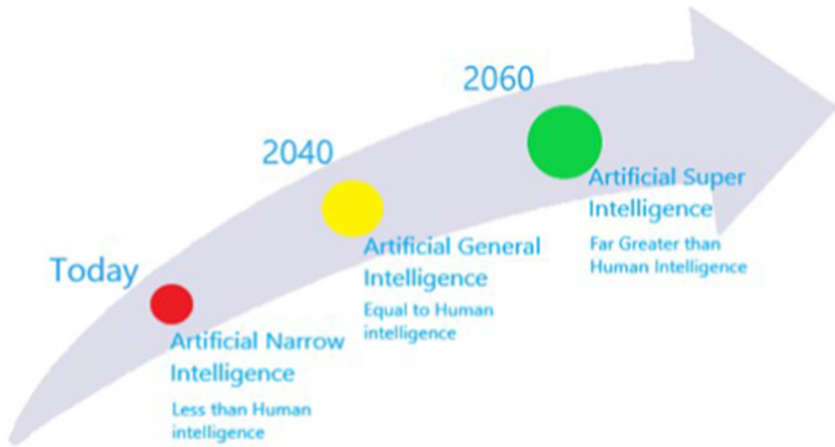 Today
Artificial Narrow
Intelligence
Less than Human
intelligence
2040
Artificial General
Intelligence
Equal to Human
intelligence
2060
Artificial Super
Intelligence
Far Greater than
Human Intelligence